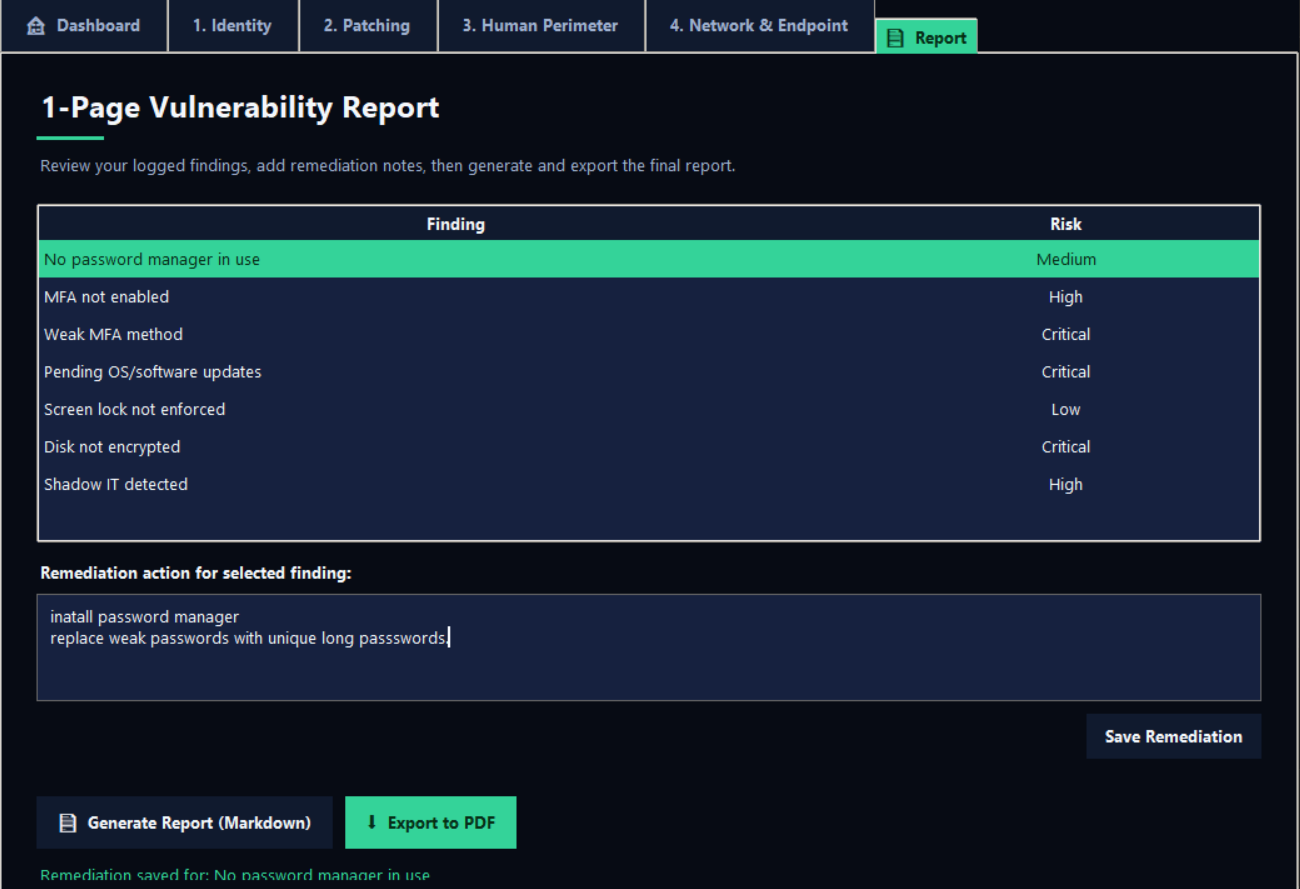 Dashboard
1. Identity
2. Patching
3. Human Perimeter
4. Network & Endpoint
Report
1-Page Vulnerability Report
Review your logged findings, add remediation notes, then generate and export the final report.
Finding Risk
No password manager in use Medium
MFA not enabled High
Weak MFA method Critical
Pending OS/software updates Critical
Screen lock not enforced Low
Disk not encrypted Critical
Shadow IT detected High
Remediation action for selected finding:
inatall password manager
replace weak passwords with unique long passswords.
Save Remediation
Generate Report (Markdown)
Export to PDF
Remediation saved for: No password manager in use